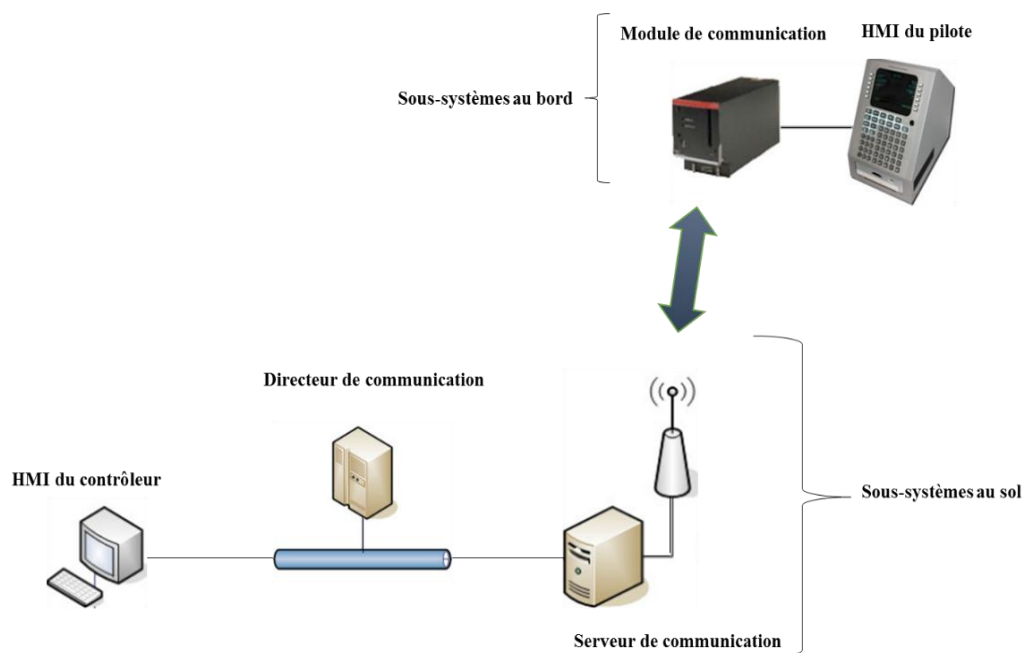 Module de communication
HMI du pilote
Sous-systèmes au bord
Directeur de communication
HMI du contrôleur
Sous-systèmes au sol
Serveur de communication